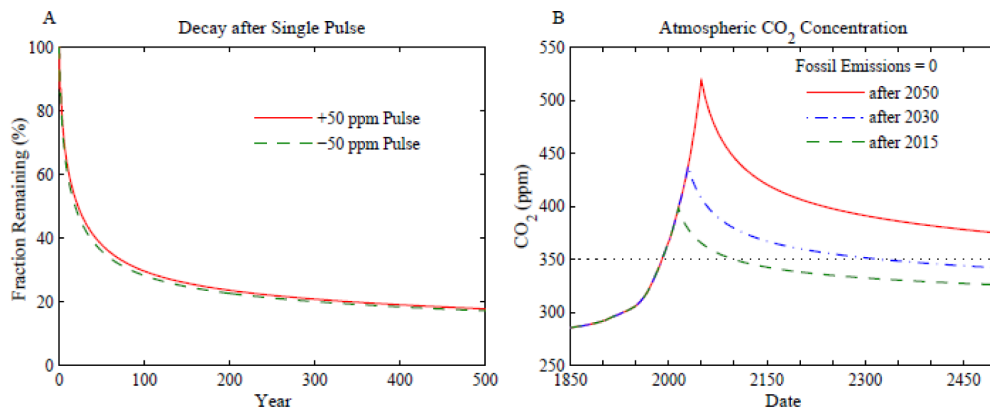 A
Decay after Single Pulse
100
80
60
40
20
0
Fraction Remaining (%)
+50 ppm Pulse
−50 ppm Pulse
0 100 200 300 400 500
Year
B
Atmospheric CO2 Concentration
550
500
450
400
350
300
250
CO2 (ppm)
Fossil Emissions = 0
after 2050
after 2030
after 2015
1850 2000 2150 2300 2450
Date